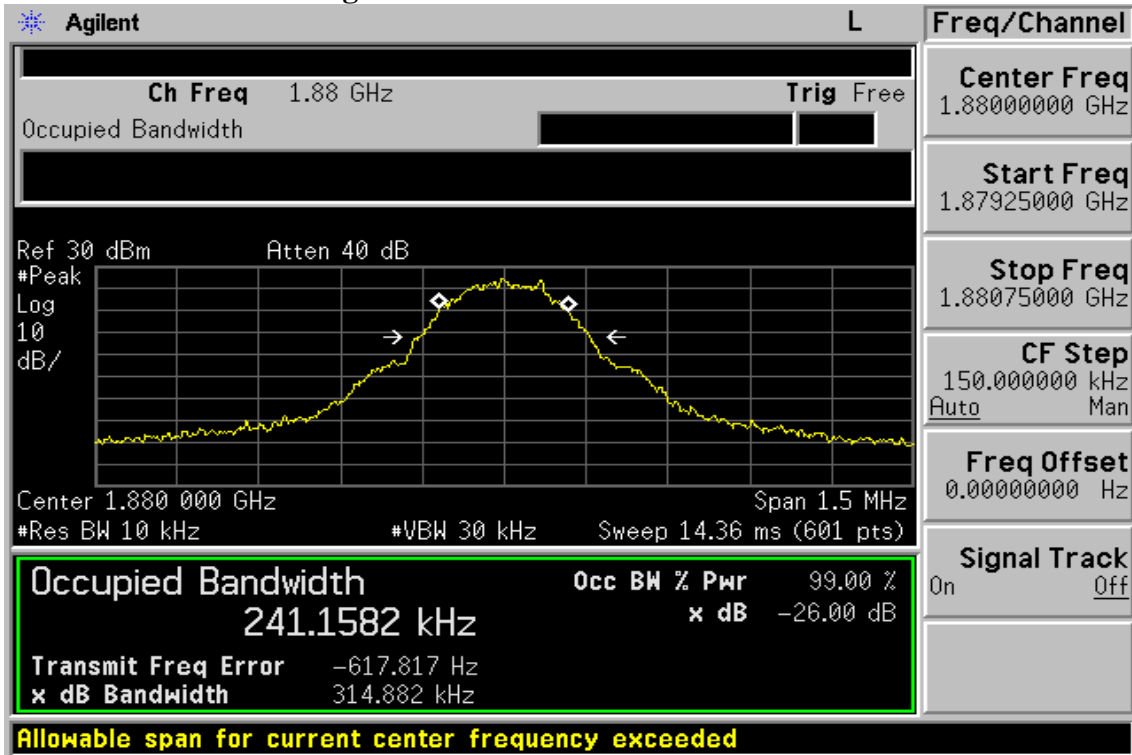 Agilent L
Ch Freq 1.88 GHz Trig Free
Occupied Bandwidth
Ref 30 dBm Atten 40 dB
#Peak
Log
10
dB/
Center 1.880 000 GHz Span 1.5 MHz
#Res BW 10 kHz #VBW 30 kHz Sweep 14.36 ms (601 pts)
Occupied Bandwidth Occ BW % Pwr 99.00 %
241.1582 kHz x dB -26.00 dB
Transmit Freq Error -617.817 Hz
x dB Bandwidth 314.882 kHz
Allowable span for current center frequency exceeded
Freq/Channel
Center Freq
1.88000000 GHz
Start Freq
1.87925000 GHz
Stop Freq
1.88075000 GHz
CF Step
150.000000 kHz
Auto Man
Freq Offset
0.00000000 Hz
Signal Track
On Off